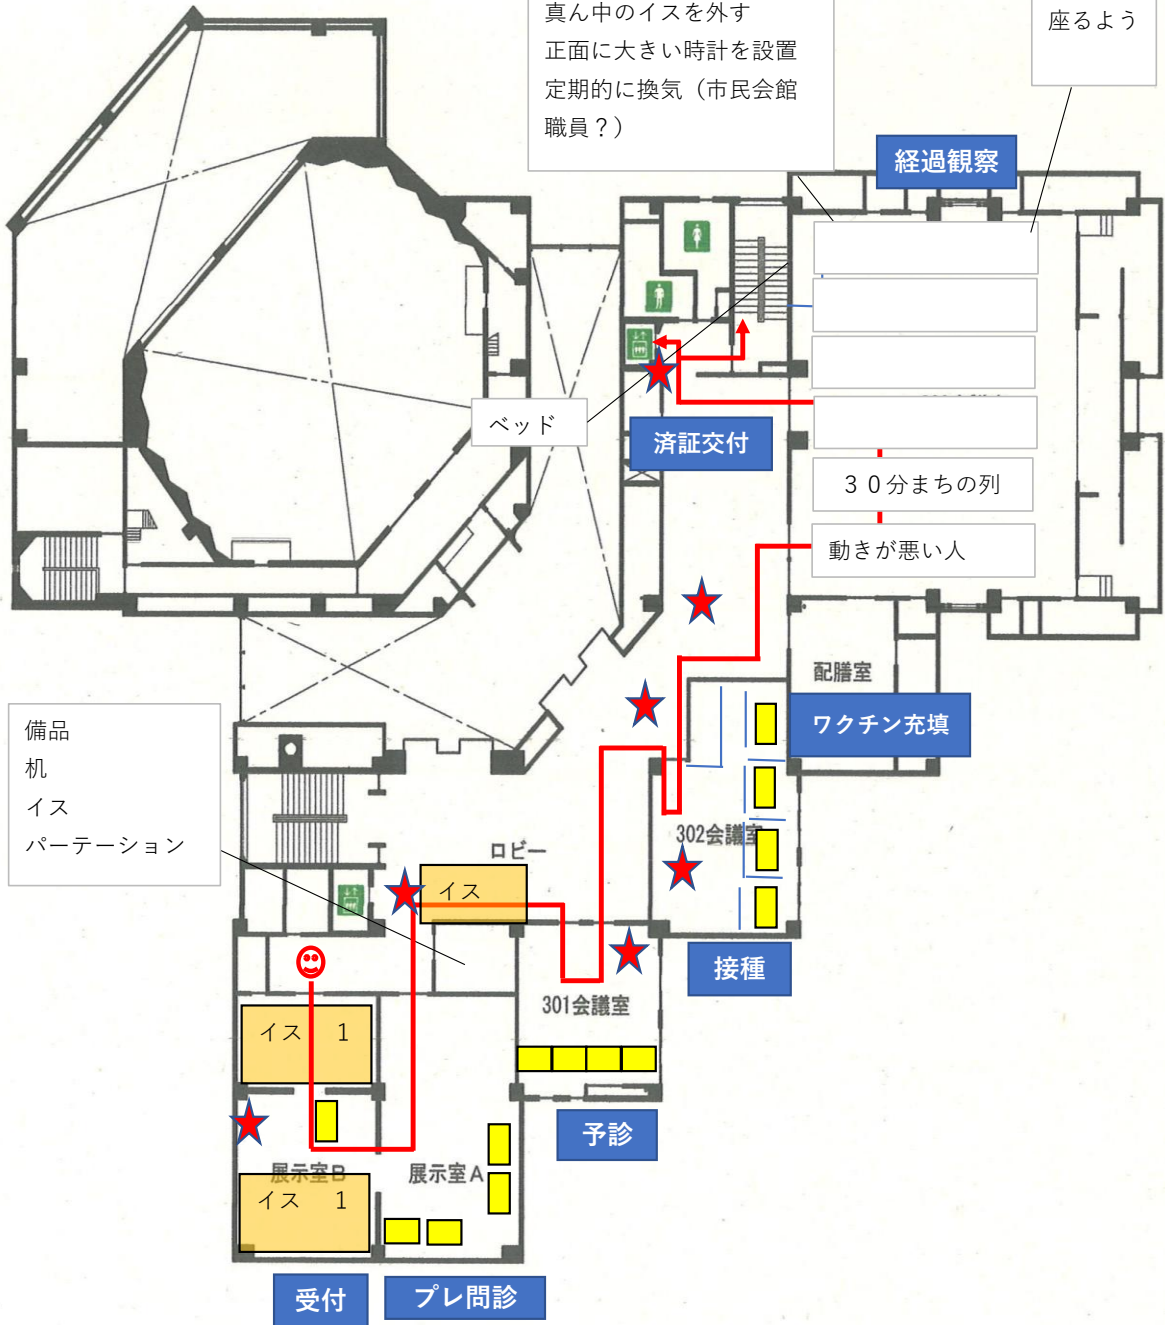 真ん中のイスを外す
正面に大きい時計を設置
定期的に換気（市民会館
職員？）
座るよう
経過観察
ベッド
済証交付
３０分まちの列
動きが悪い人
配膳室
ワクチン充填
備品
机
イス
パーテーション
302会議室
ロビー
イス
接種
301会議室
イス　1
予診
展示室B
展示室A
イス　1
受付
プレ問診